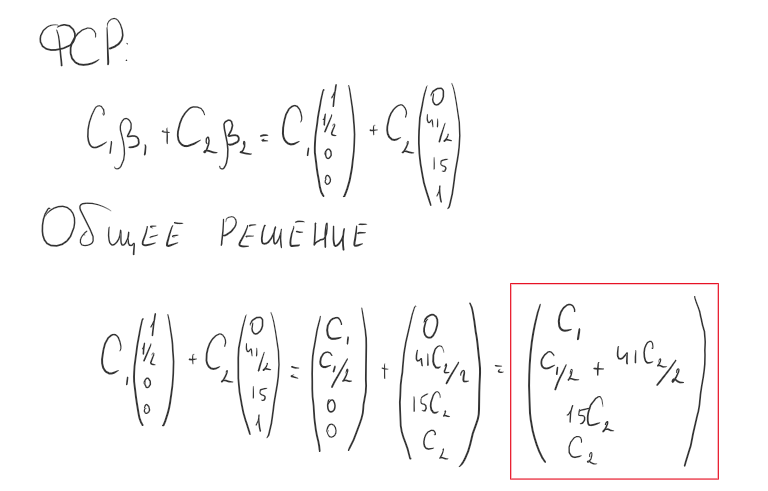 ФСР:
C₁β₁ + C₂β₂ = C₁(1 1/2 0 0) + C₂(0 41/2 15 1)
ОбщЕЕ РЕШЕНИЕ
C₁(1 1/2 0 0) + C₂(0 41/2 15 1) = (C₁ C₁/2 0 0) + (0 41C₂/2 15C₂ C₂) = (C₁ C₁/2 + 41C₂/2 15C₂ C₂)